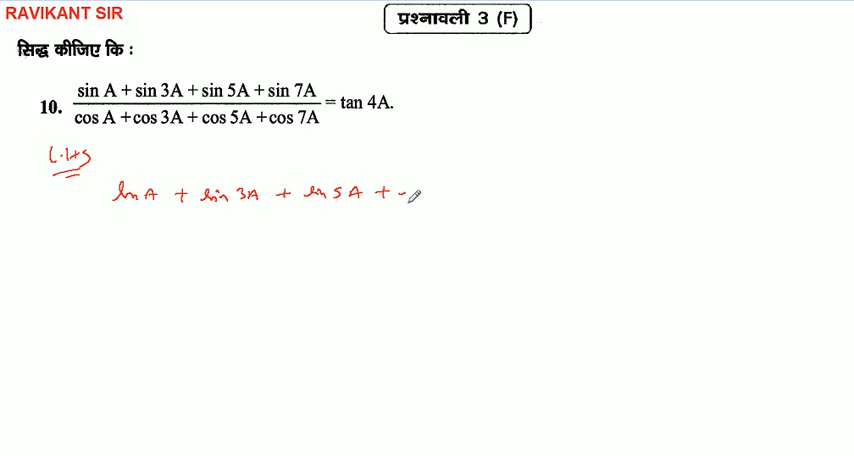 RAVIKANT SIR
प्रश्नावली 3 (F)
सिद्ध कीजिए कि :
10. sin A + sin 3A + sin 5A + sin 7A / cos A + cos 3A + cos 5A + cos 7A = tan 4A.
L.H.S
sin A + sin 3A + sin 5A +